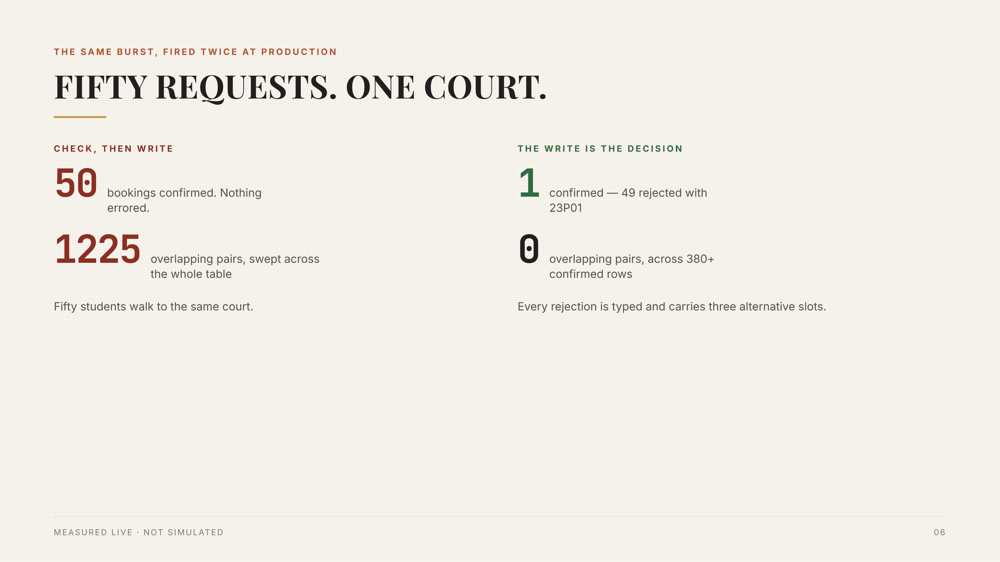 THE SAME BURST, FIRED TWICE AT PRODUCTION
FIFTY REQUESTS. ONE COURT.
CHECK, THEN WRITE
50 bookings confirmed. Nothing
errored.
1225 overlapping pairs, swept across
the whole table
Fifty students walk to the same court.
THE WRITE IS THE DECISION
1 confirmed — 49 rejected with
23P01
0 overlapping pairs, across 380+
confirmed rows
Every rejection is typed and carries three alternative slots.
MEASURED LIVE · NOT SIMULATED
06